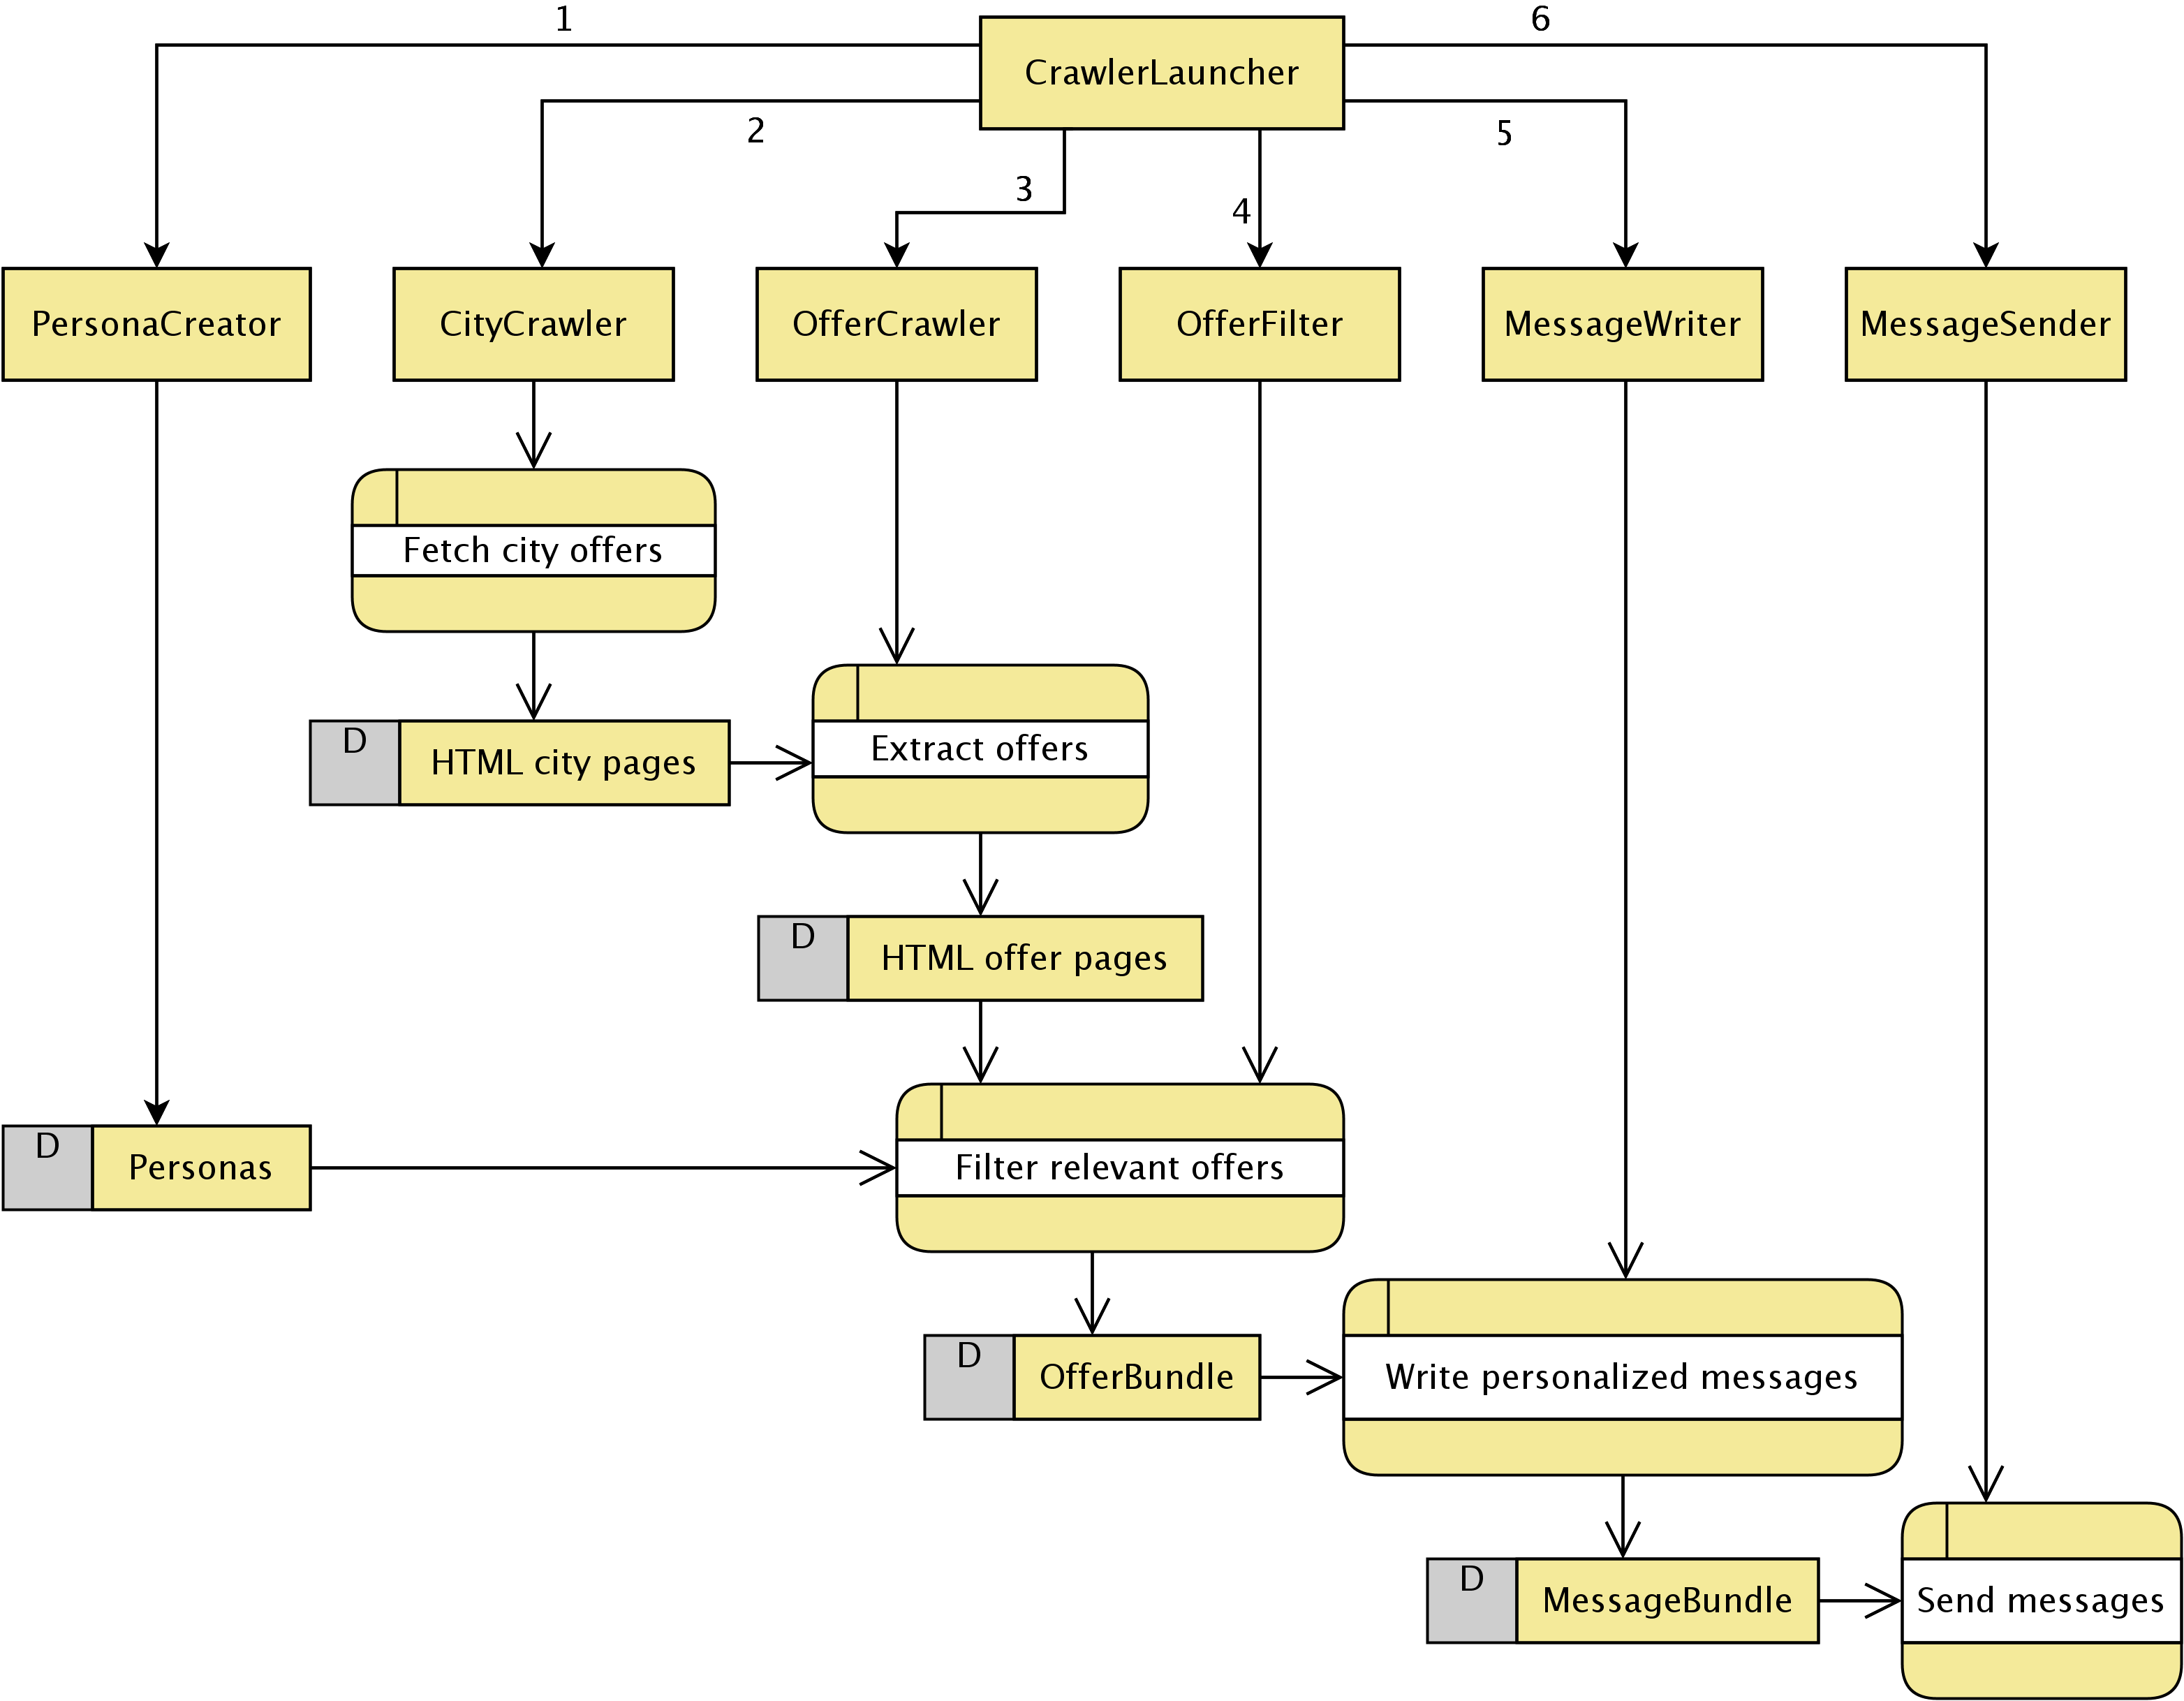 1
6
CrawlerLauncher
2
5
3
4
PersonaCreator
CityCrawler
OfferCrawler
OfferFilter
MessageWriter
MessageSender
Fetch city offers
D
HTML city pages
Extract offers
D
HTML offer pages
D
Personas
Filter relevant offers
D
OfferBundle
Write personalized messages
D
MessageBundle
Send messages